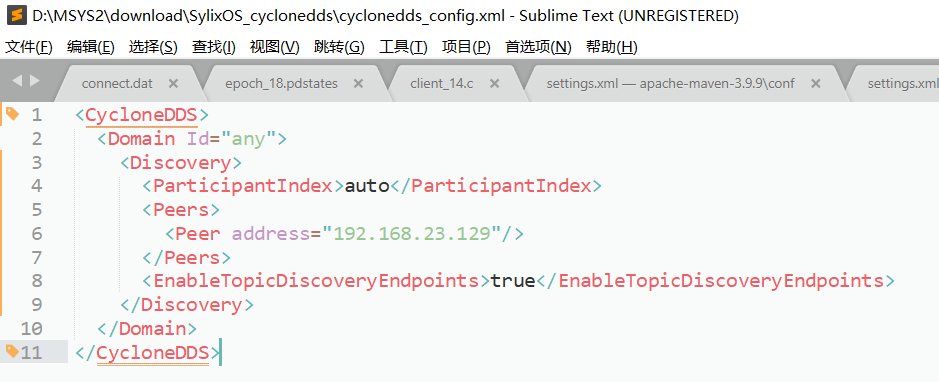 D:\MSYS2\download\SylixOS_cyclonedds\cyclonedds_config.xml - Sublime Text (UNREGISTERED)
文件(F) 编辑(E) 选择(S) 查找(I) 视图(V) 跳转(G) 工具(T) 项目(P) 首选项(N) 帮助(H)
connect.dat × epoch_18.pdstates × client_14.c × settings.xml — apache-maven-3.9.9\conf × settings.xml
1 <CycloneDDS>
2 <Domain Id="any">
3 <Discovery>
4 <ParticipantIndex>auto</ParticipantIndex>
5 <Peers>
6 <Peer address="192.168.23.129"/>
7 </Peers>
8 <EnableTopicDiscoveryEndpoints>true</EnableTopicDiscoveryEndpoints>
9 </Discovery>
10 </Domain>
11 </CycloneDDS>